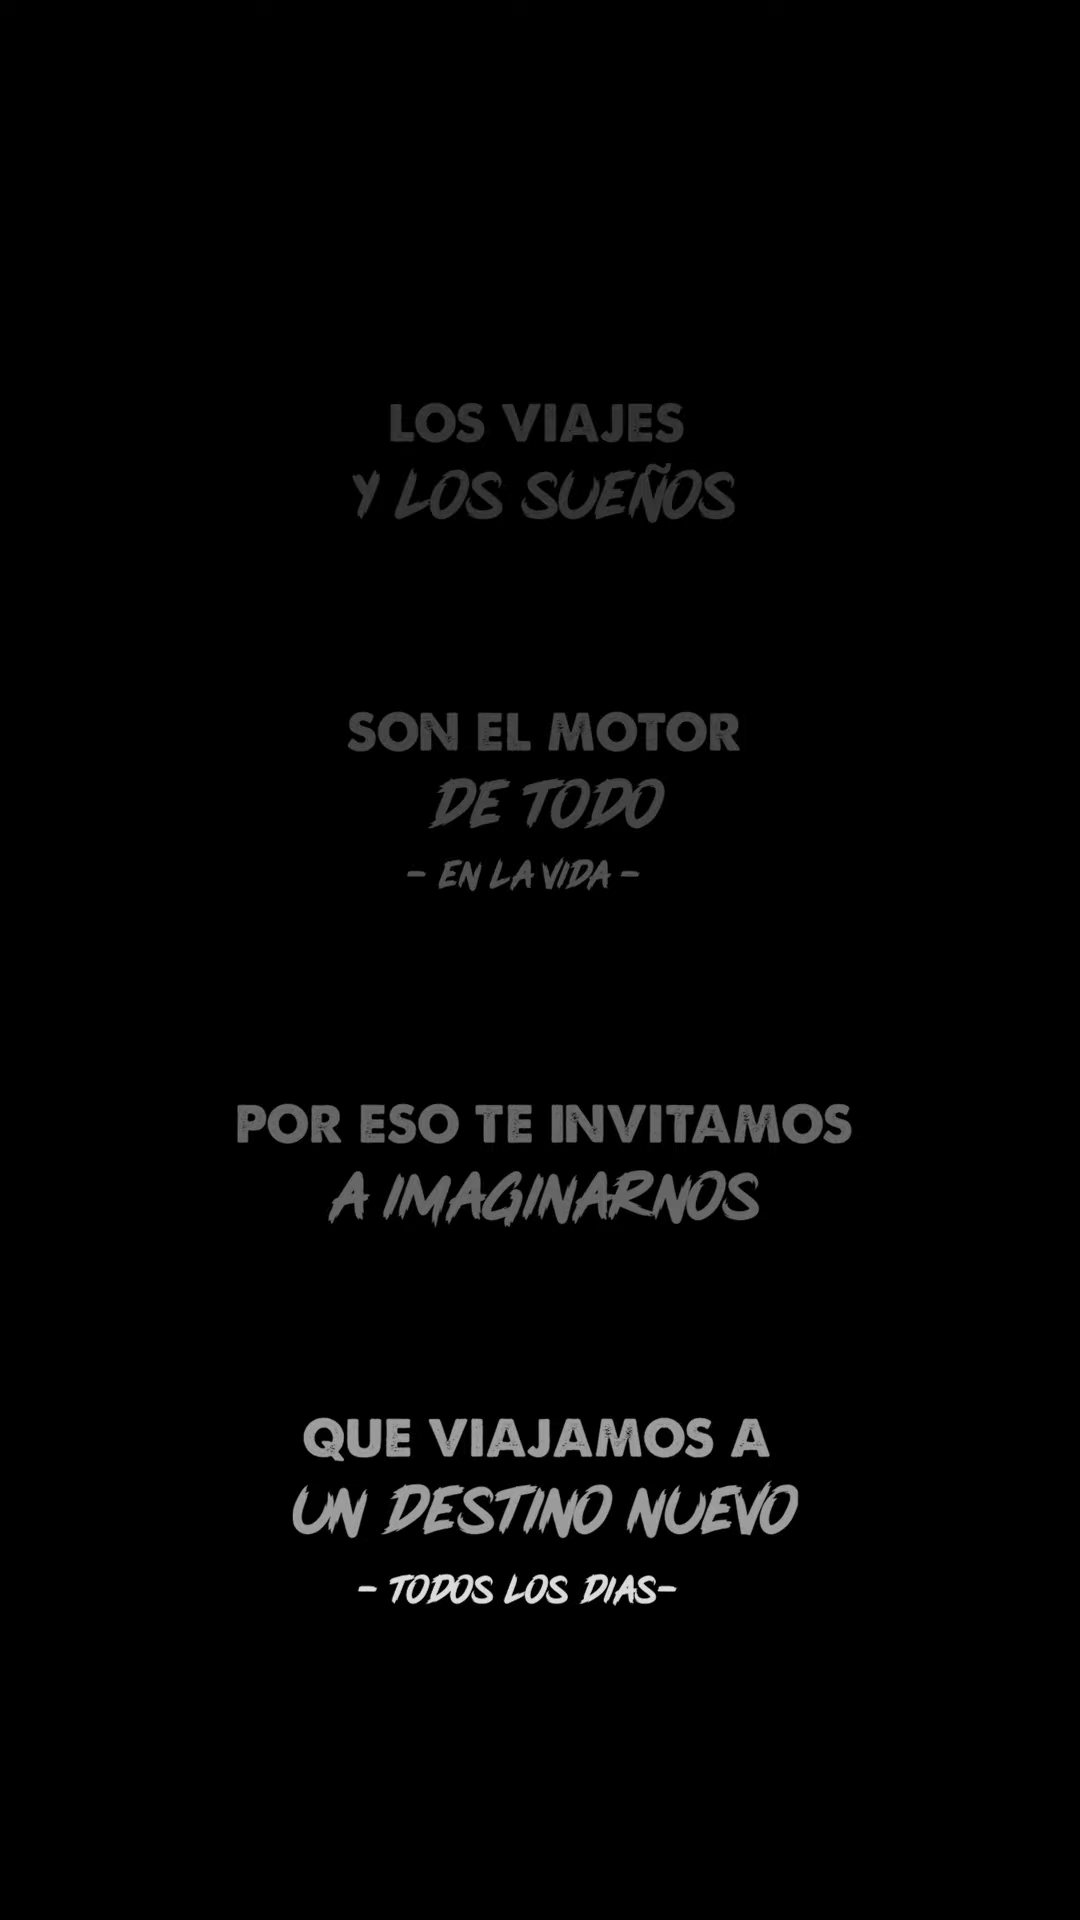 LOS VIAJES
Y LOS SUEÑOS
SON EL MOTOR
DE TODO
- EN LA VIDA -
POR ESO TE INVITAMOS
A IMAGINARNOS
QUE VIAJAMOS A
UN DESTINO NUEVO
- TODOS LOS DIAS-